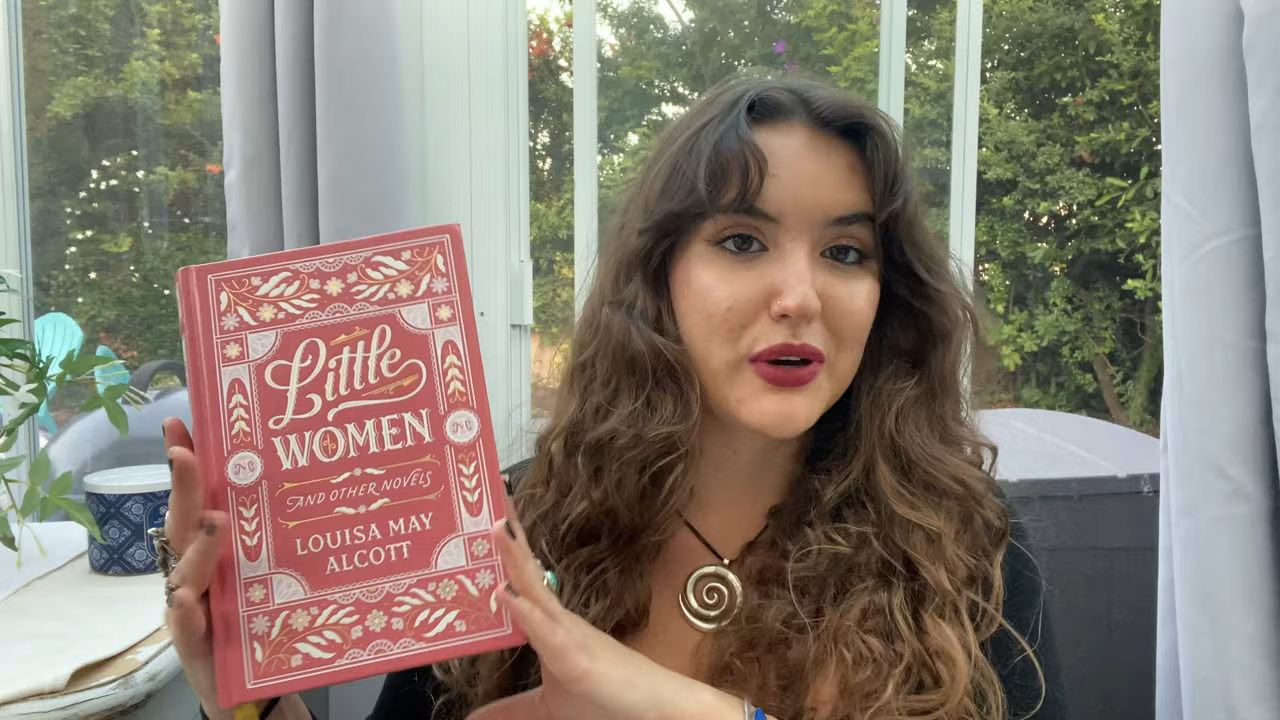 Little
WOMEN
AND OTHER NOVELS
LOUISA MAY
ALCOTT